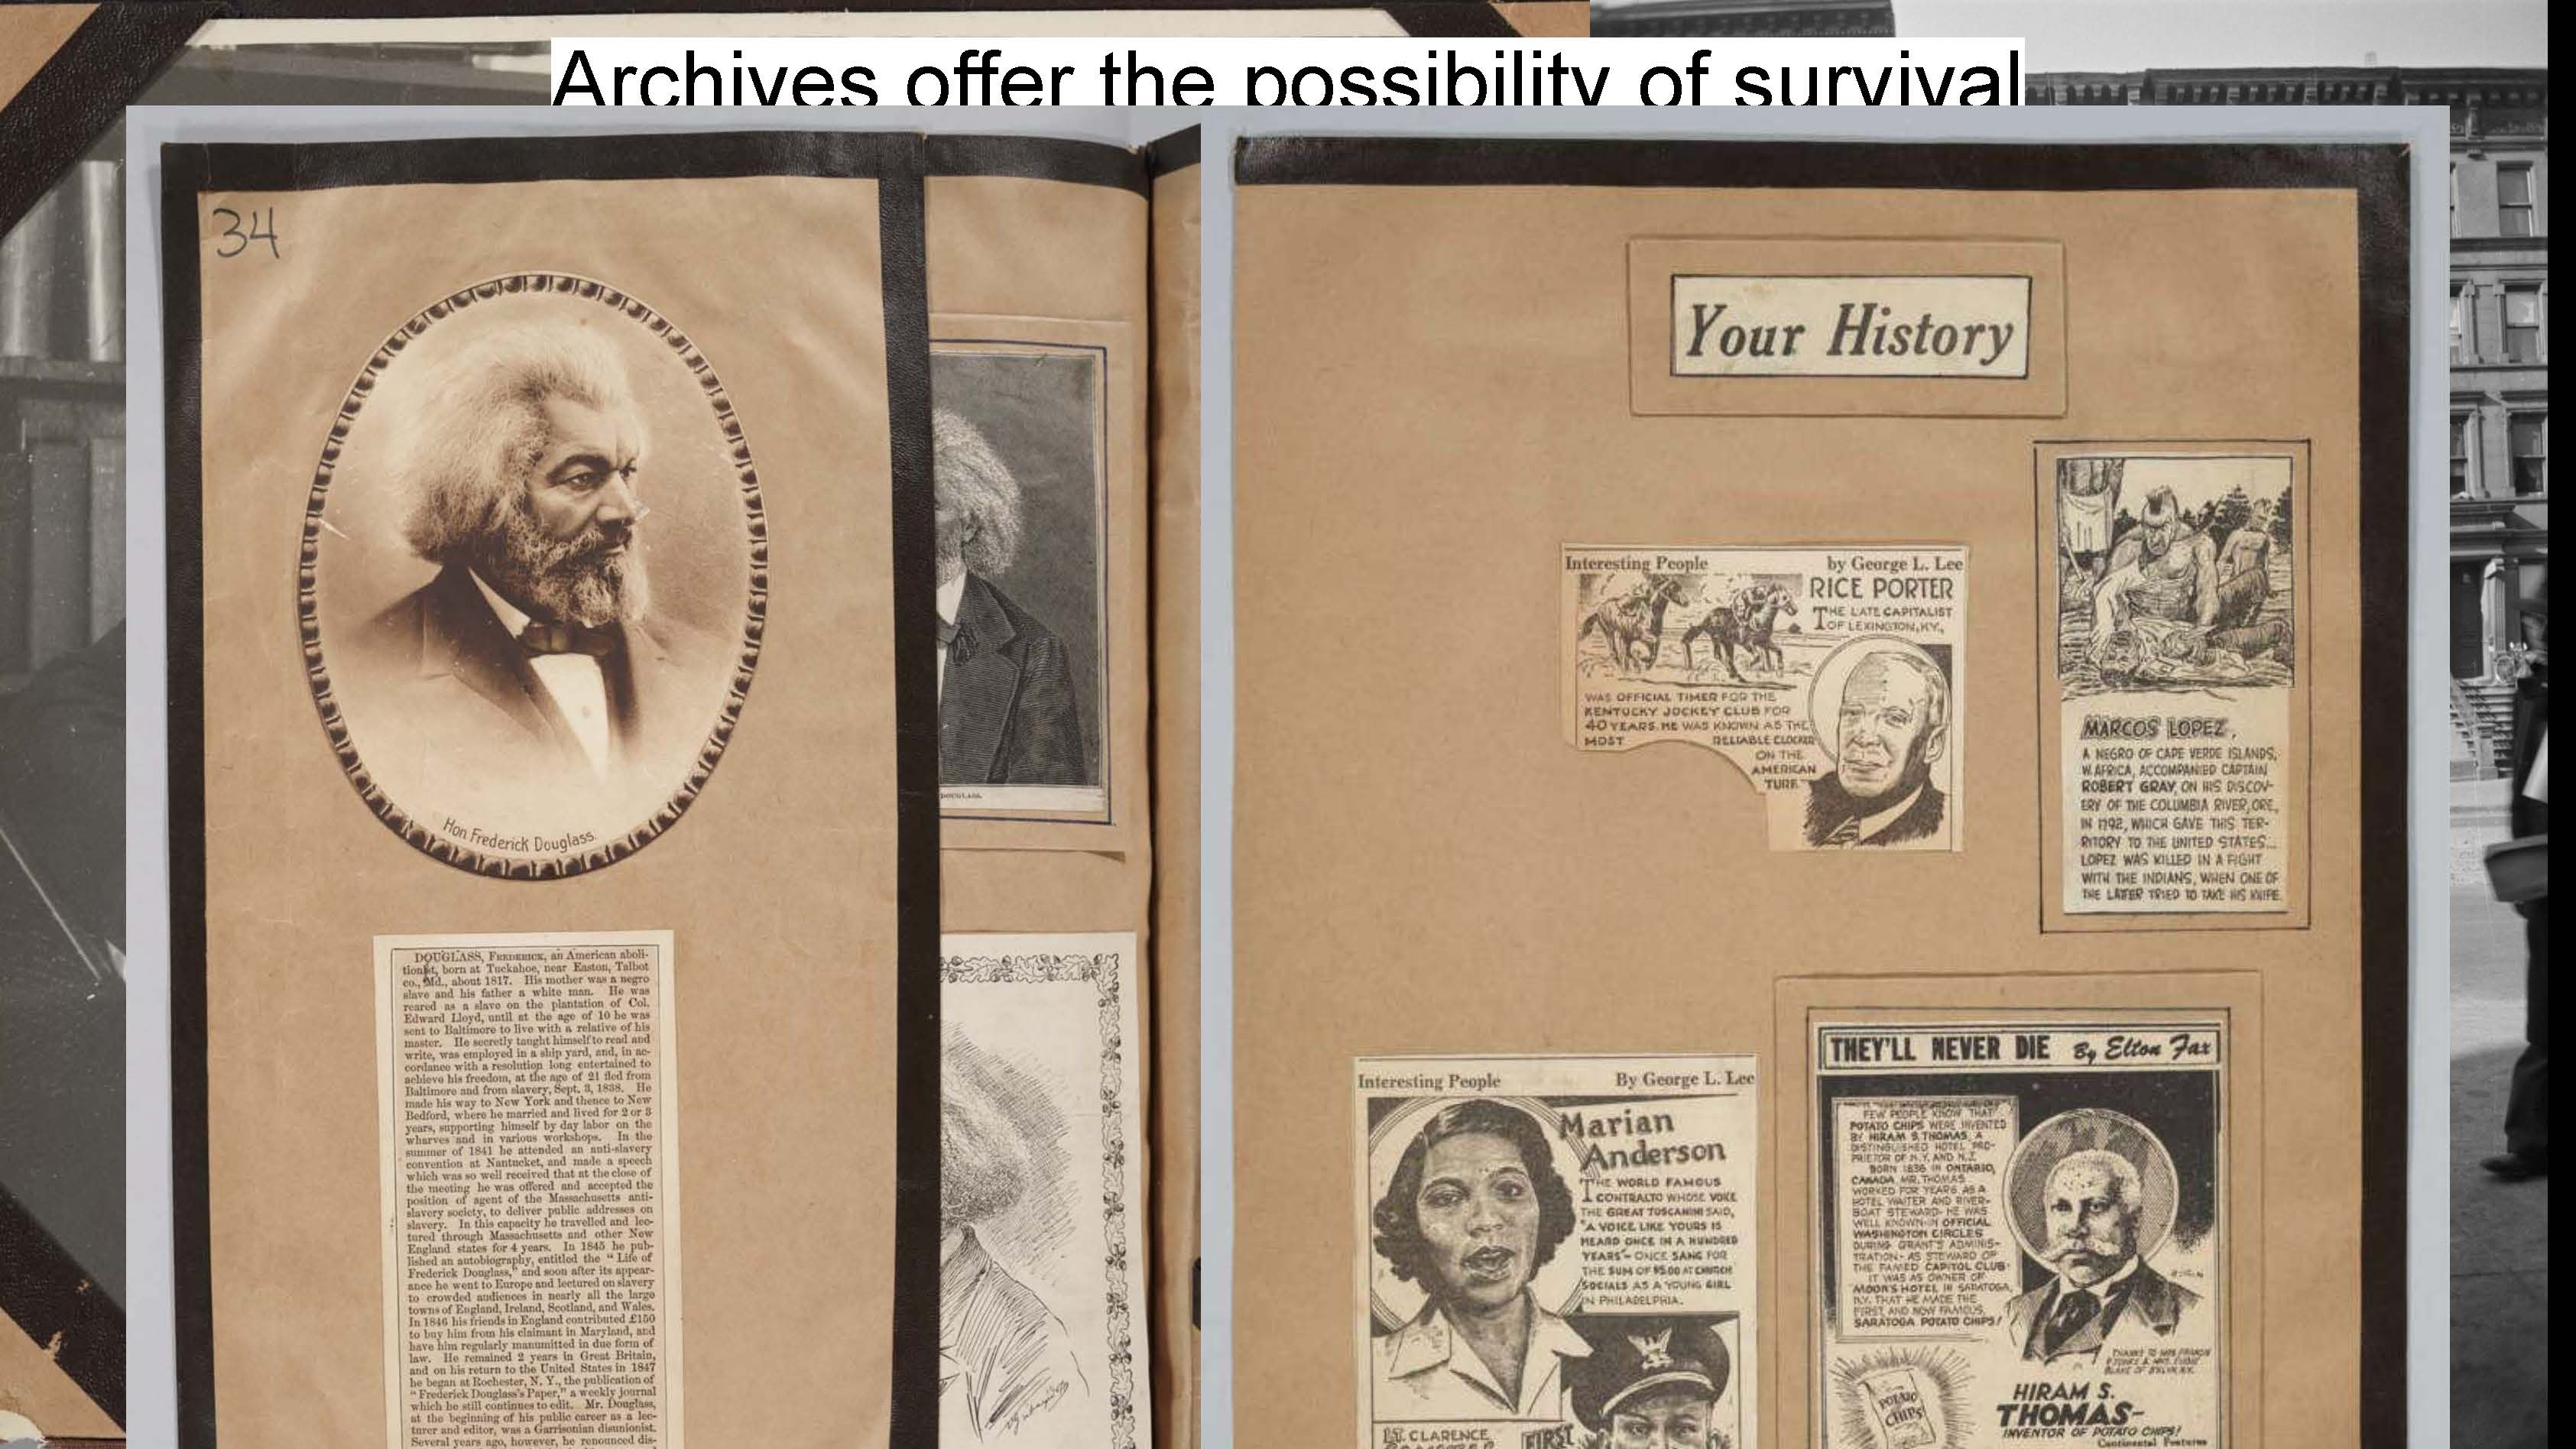 Archives offer the possibility of survival
34
Hon Frederick Douglass.
DOUGLASS, FREDERICK, an American aboli-
tionist, born at Tuckahoe, near Easton, Talbot
co., Md., about 1817. His mother was a negro
slave and his father a white man. He was
reared as a slave on the plantation of Col.
Edward Lloyd, until at the age of 10 he was
sent to Baltimore to live with a relative of his
master. He secretly taught himself to read and
write, was employed in a ship yard, and, in ac-
cordance with a resolution long entertained to
achieve his freedom, at the age of 21 fled from
Baltimore and from slavery, Sept. 3, 1838. He
made his way to New York and thence to New
Bedford, where he married and lived for 2 or 3
years, supporting himself by day labor on the
wharves and in various workshops. In the
summer of 1841 he attended an anti-slavery
convention at Nantucket, and made a speech
which was so well received that at the close of
the meeting he was offered and accepted the
position of agent of the Massachusetts anti-
slavery society, to deliver public addresses on
slavery. In this capacity he travelled and lec-
tured through Massachusetts and other New
England states for 4 years. In 1845 he pub-
lished an autobiography, entitled the "Life of
Frederick Douglass," and soon after its appear-
ance he went to Europe and lectured on slavery
to crowded audiences in nearly all the large
towns of England, Ireland, Scotland, and Wales.
In 1846 his friends in England contributed £150
to buy him from his claimant in Maryland, and
have him regularly manumitted in due form of
law. He remained 2 years in Great Britain,
and on his return to the United States in 1847
he began at Rochester, N. Y., the publication of
"Frederick Douglass's Paper," a weekly journal
which he still continues to edit. Mr. Douglass,
at the beginning of his public career as a lec-
turer and editor, was a Garrisonian disunionist.
Several years ago, however, he renounced dis-
DOUGLASS.
Your History
Interesting People by George L. Lee
RICE PORTER
THE LATE CAPITALIST
OF LEXINGTON, KY.,
WAS OFFICIAL TIMER FOR THE
KENTUCKY JOCKEY CLUB FOR
40 YEARS. HE WAS KNOWN AS THE
MOST RELIABLE CLOCKER
ON THE
AMERICAN
TURF.
MARCOS LOPEZ,
A NEGRO OF CAPE VERDE ISLANDS,
W. AFRICA, ACCOMPANIED CAPTAIN
ROBERT GRAY, ON HIS DISCOV-
ERY OF THE COLUMBIA RIVER, ORE.,
IN 1792, WHICH GAVE THIS TER-
RITORY TO THE UNITED STATES...
LOPEZ WAS KILLED IN A FIGHT
WITH THE INDIANS, WHEN ONE OF
THE LATER TRIED TO TAKE HIS KNIFE.
Interesting People By George L. Lee
Marian
Anderson
THE WORLD FAMOUS
CONTRALTO WHOSE VOICE
THE GREAT TOSCANINI SAID,
"A VOICE LIKE YOURS IS
HEARD ONCE IN A HUNDRED
YEARS"- ONCE SANG FOR
THE SUM OF $5.00 AT CHURCH
SOCIALS AS A YOUNG GIRL
IN PHILADELPHIA.
LT. CLARENCE
FIRST
THEY'LL NEVER DIE By Elton Fax
FEW PEOPLE KNOW THAT
POTATO CHIPS WERE INVENTED
BY HIRAM S. THOMAS, A
DISTINGUISHED HOTEL PRO-
PRIETOR OF N.Y. AND N.J.
BORN 1836 IN ONTARIO,
CANADA, MR. THOMAS
WORKED FOR YEARS AS A
HOTEL WAITER AND RIVER-
BOAT STEWARD- HE WAS
WELL KNOWN IN OFFICIAL
WASHINGTON CIRCLES
DURING GRANT'S ADMINIS-
TRATION- AS STEWARD OF
THE FAMED CAPITOL CLUB-
IT WAS AS OWNER OF
MOON'S HOTEL IN SARATOGA,
N.Y. THAT HE MADE THE
FIRST, AND NOW FAMOUS,
SARATOGA POTATO CHIPS!
POTATO
CHIPS
HIRAM S.
THOMAS-
INVENTOR OF POTATO CHIPS!
Continental Features